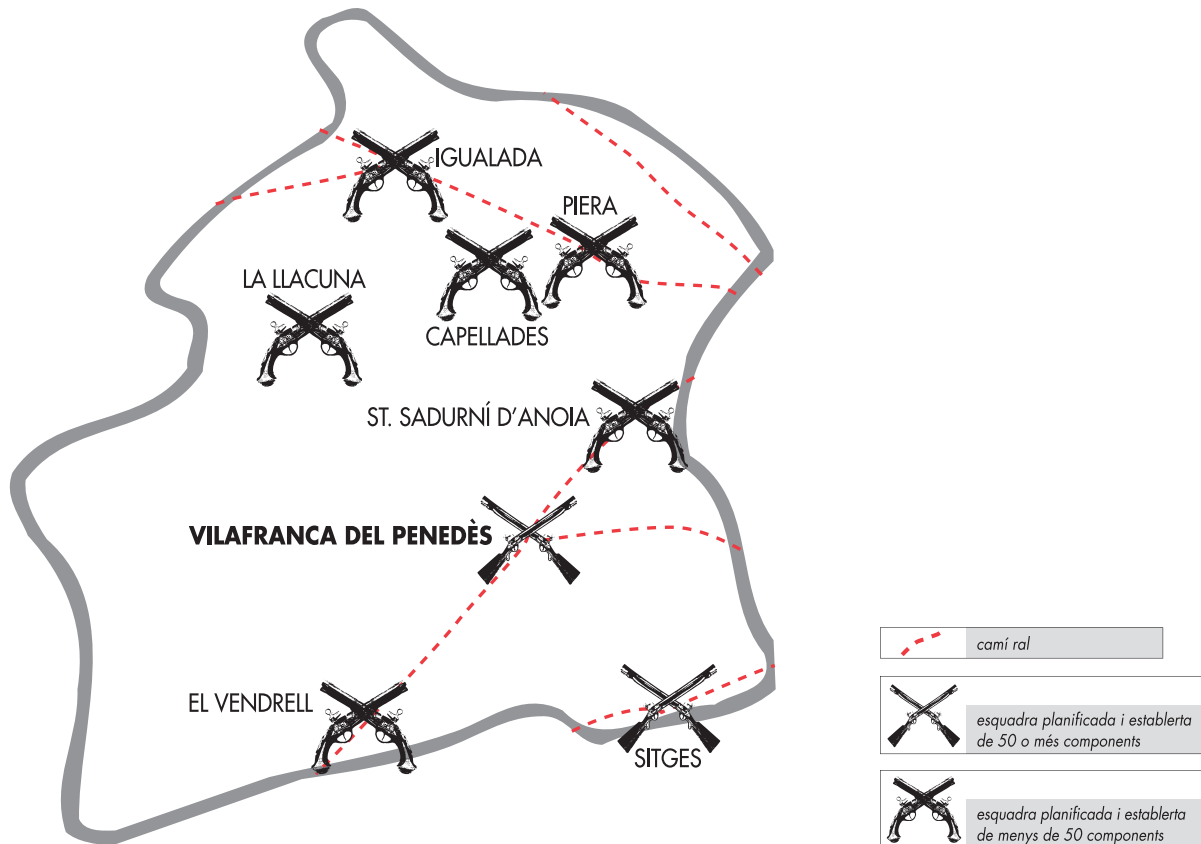 IGUALADA
PIERA
LA LLACUNA
CAPELLADES
ST. SADURNÍ D'ANOIA
VILAFRANCA DEL PENEDÈS
EL VENDRELL
SITGES
camí ral
esquadra planificada i establerta
de 50 o més components
esquadra planificada i establerta
de menys de 50 components